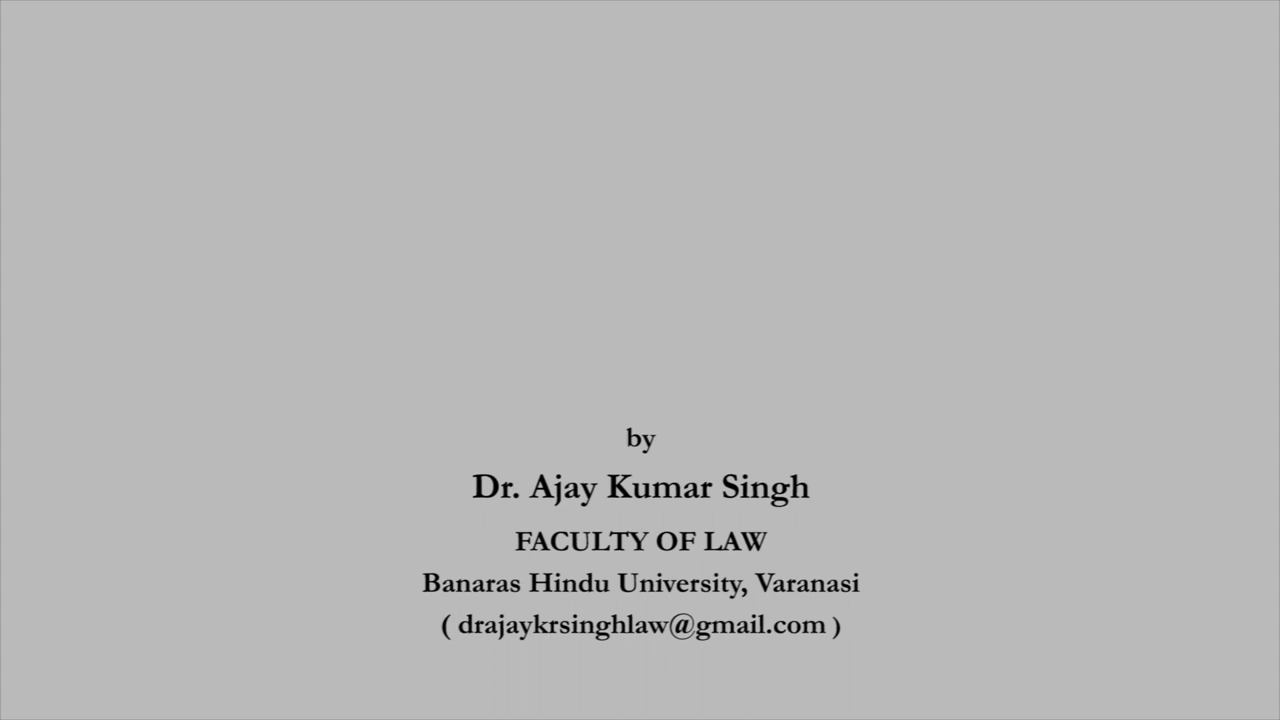 by
Dr. Ajay Kumar Singh
FACULTY OF LAW
Banaras Hindu University, Varanasi
( drajaykrsinghlaw@gmail.com )